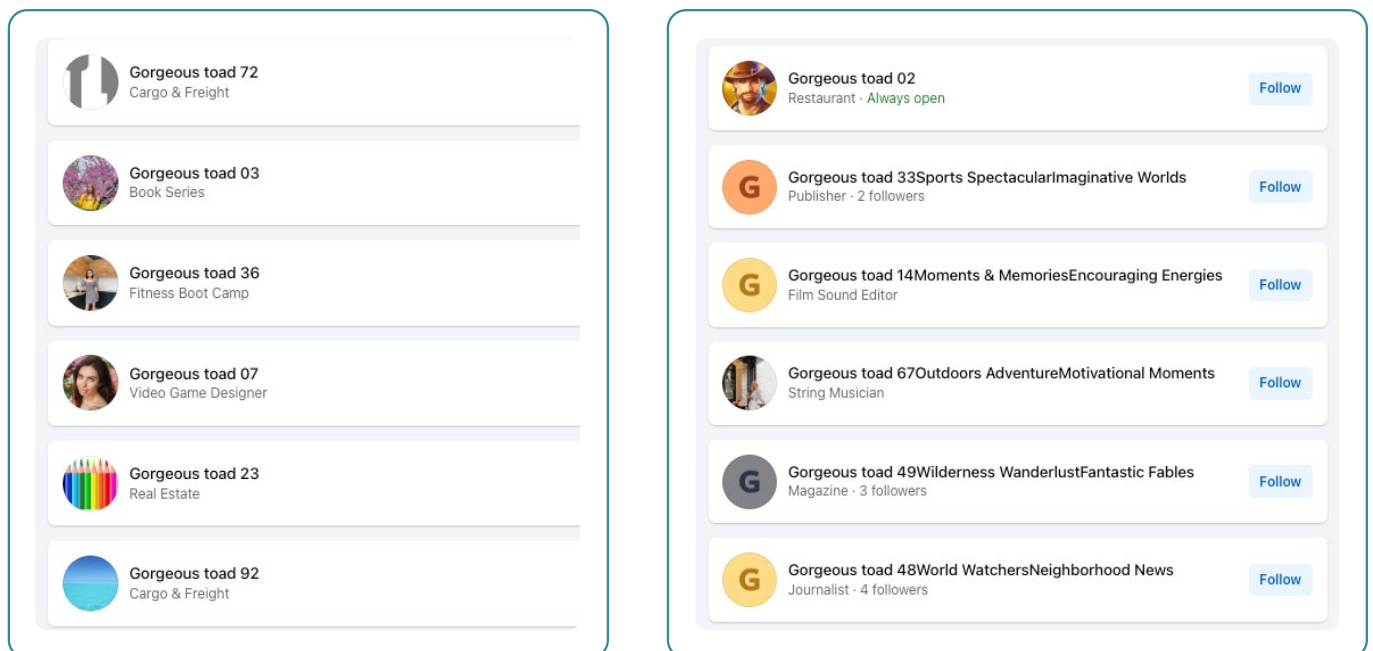 Gorgeous toad 72
Cargo & Freight
Gorgeous toad 03
Book Series
Gorgeous toad 36
Fitness Boot Camp
Gorgeous toad 07
Video Game Designer
Gorgeous toad 23
Real Estate
Gorgeous toad 92
Cargo & Freight
Gorgeous toad 02
Restaurant · Always open
Follow
G
Gorgeous toad 33Sports SpectacularImaginative Worlds
Publisher · 2 followers
Follow
G
Gorgeous toad 14Moments & MemoriesEncouraging Energies
Film Sound Editor
Follow
Gorgeous toad 67Outdoors AdventureMotivational Moments
String Musician
Follow
G
Gorgeous toad 49Wilderness WanderlustFantastic Fables
Magazine · 3 followers
Follow
G
Gorgeous toad 48World WatchersNeighborhood News
Journalist · 4 followers
Follow